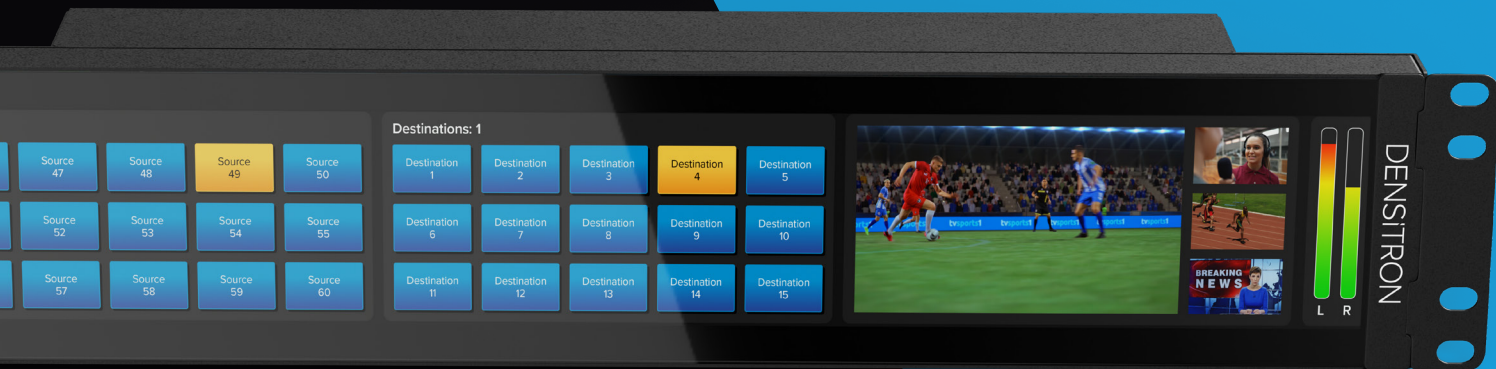 Destinations: 1
Source
47
Source
48
Source
49
Source
50
Source
52
Source
53
Source
54
Source
55
Source
57
Source
58
Source
59
Source
60
Destination
1
Destination
2
Destination
3
Destination
4
Destination
5
Destination
6
Destination
7
Destination
8
Destination
9
Destination
10
Destination
11
Destination
12
Destination
13
Destination
14
Destination
15
tvsports1
tvsports1
tvsports1
BREAKING
NEWS
L R
DENSiTRON